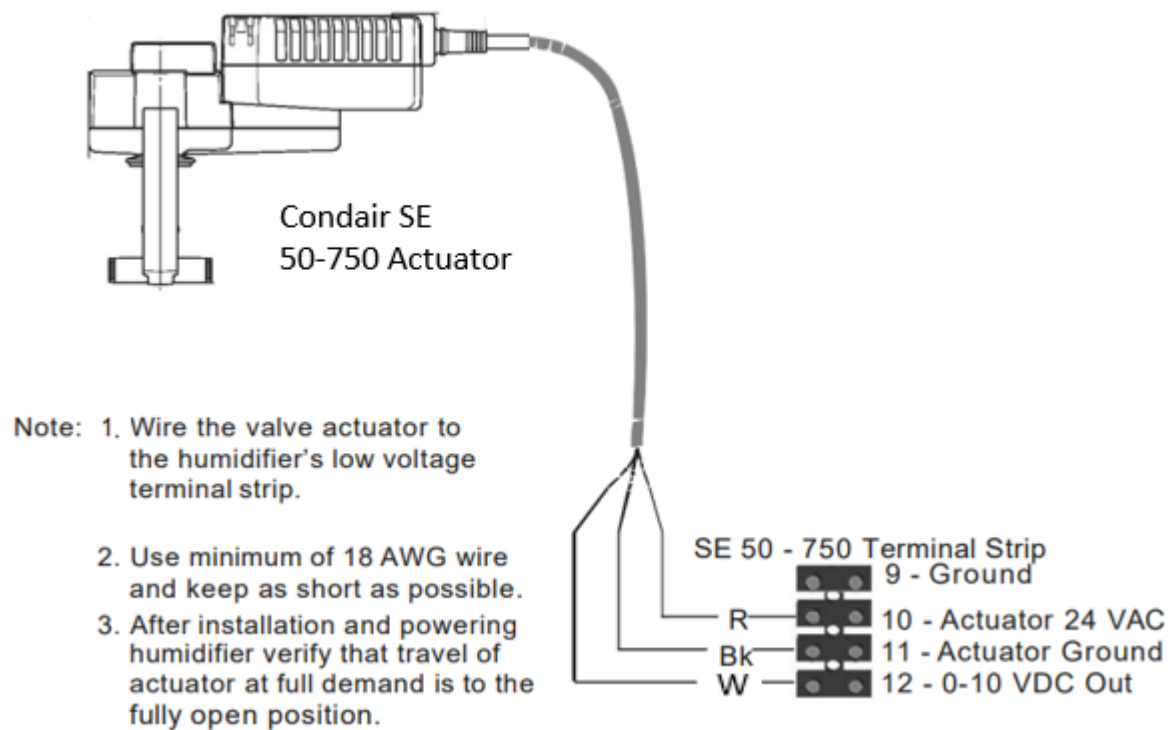 Condair SE
50-750 Actuator
Note: 1. Wire the valve actuator to
the humidifier's low voltage
terminal strip.
2. Use minimum of 18 AWG wire
and keep as short as possible.
3. After installation and powering
humidifier verify that travel of
actuator at full demand is to the
fully open position.
SE 50 - 750 Terminal Strip
9 - Ground
R 10 - Actuator 24 VAC
Bk 11 - Actuator Ground
W 12 - 0-10 VDC Out